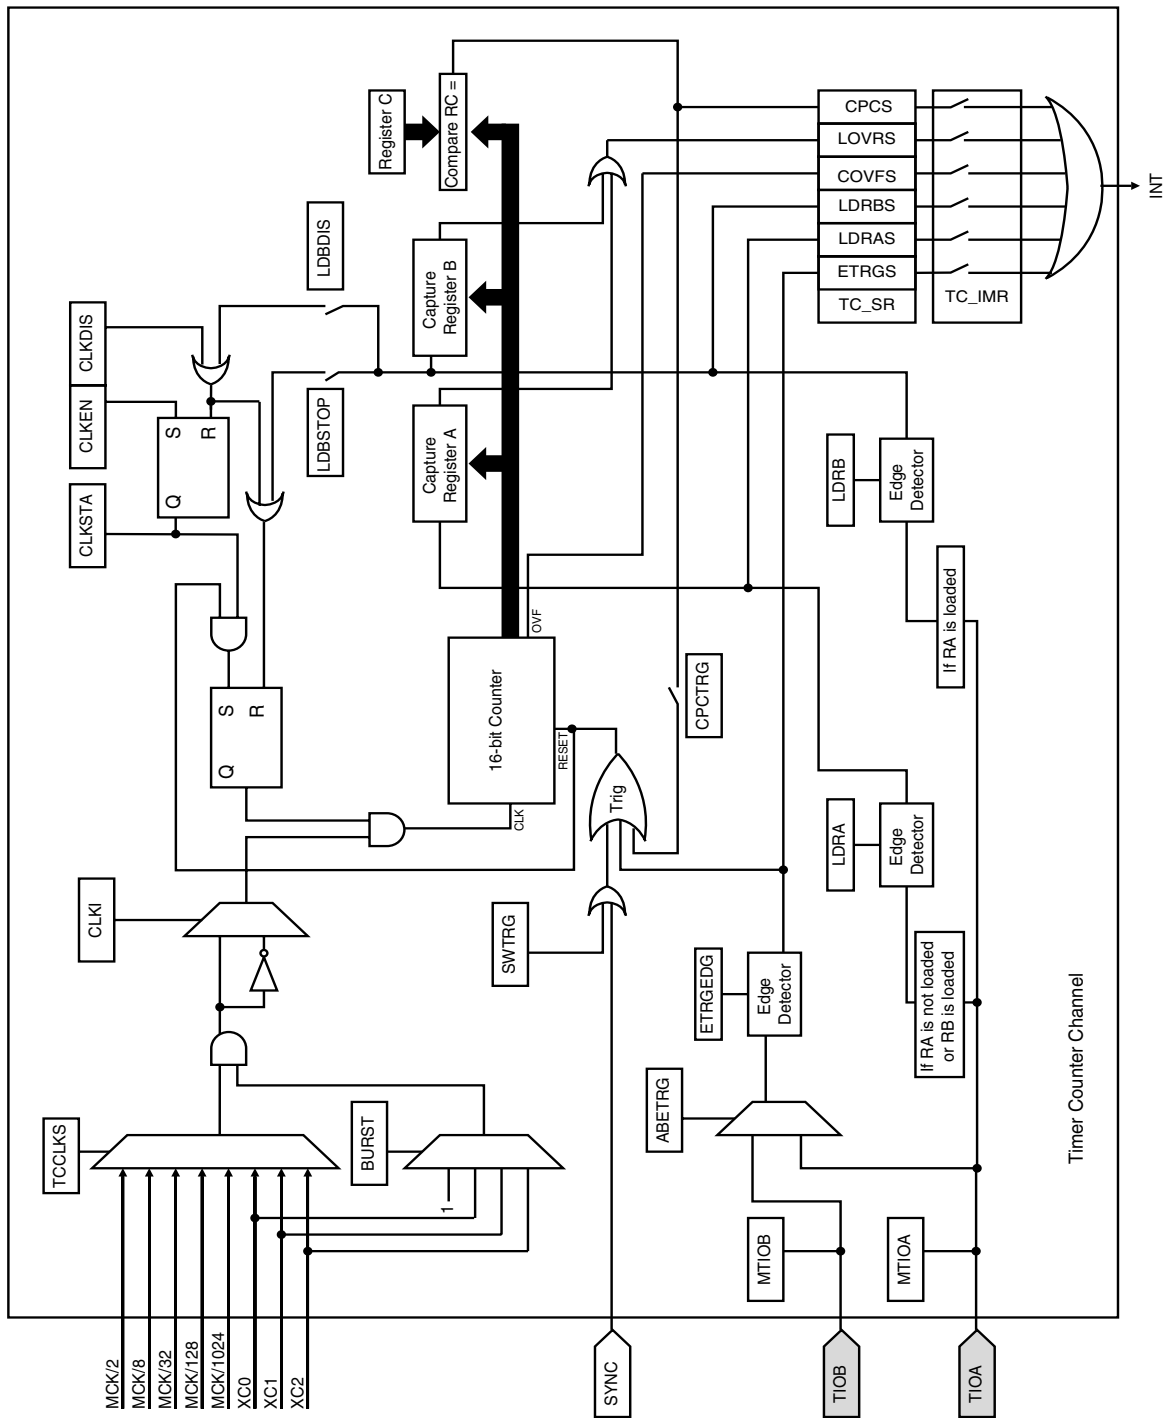 TCCLKS
MCK/2
MCK/8
MCK/32
MCK/128
MCK/1024
XC0
XC1
XC2
CLKI
BURST
1
CLKSTA
CLKEN
CLKDIS
Q
S
R
Q
S
R
LDBSTOP
LDBDIS
Register C
Capture
Register A
Capture
Register B
Compare RC =
16-bit Counter
CLK
OVF
RESET
SWTRG
Trig
CPCTRG
SYNC
ABETRG
ETRGEDG
Edge
Detector
MTIOB
TIOB
MTIOA
TIOA
LDRA
Edge
Detector
If RA is not loaded
or RB is loaded
LDRB
Edge
Detector
If RA is loaded
CPCS
LOVRS
COVFS
LDRBS
LDRAS
ETRGS
TC_SR
TC_IMR
INT
Timer Counter Channel